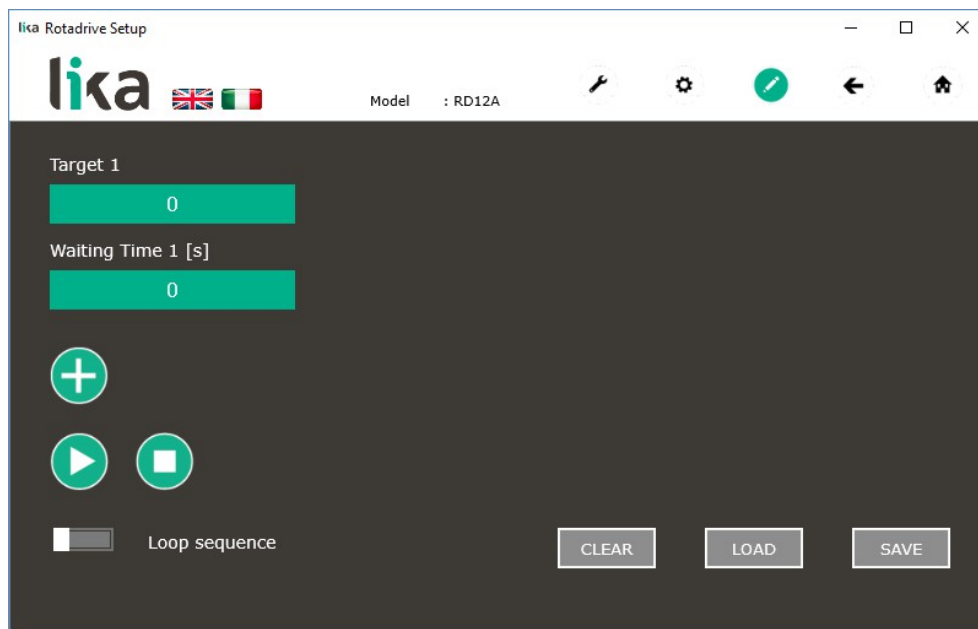 lika Rotadrive Setup
lika
Model : RD12A
Target 1
0
Waiting Time 1 [s]
0
Loop sequence
CLEAR LOAD SAVE